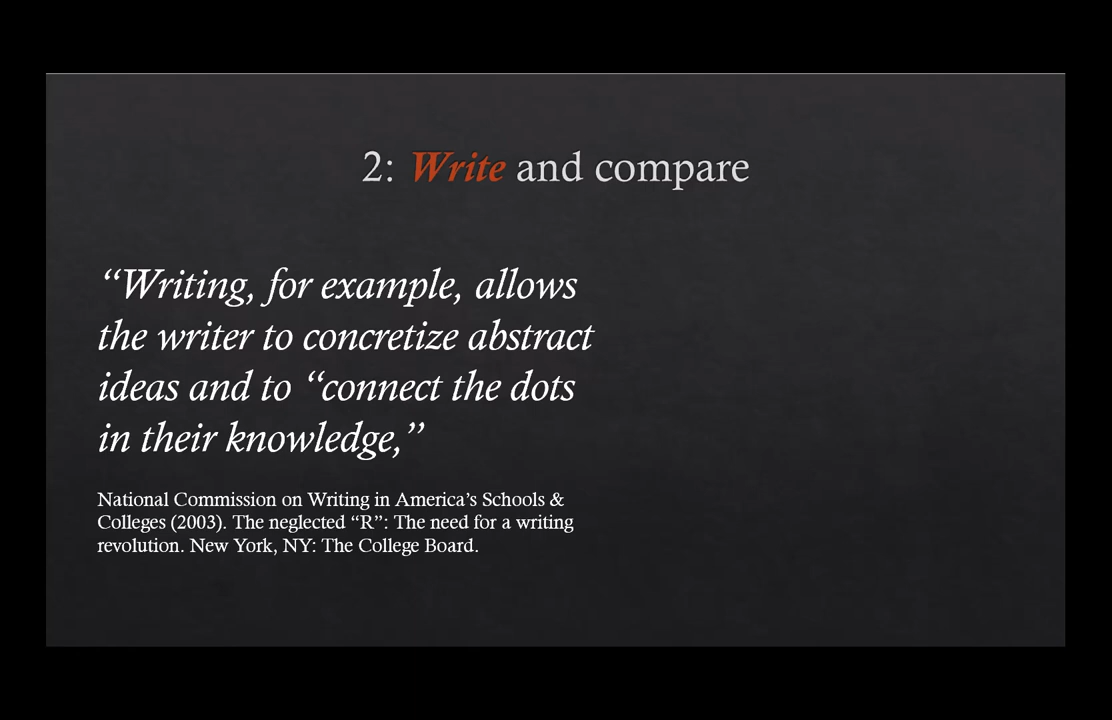 2: Write and compare
“Writing, for example, allows
the writer to concretize abstract
ideas and to “connect the dots
in their knowledge,”
National Commission on Writing in America’s Schools &
Colleges (2003). The neglected “R”: The need for a writing
revolution. New York, NY: The College Board.